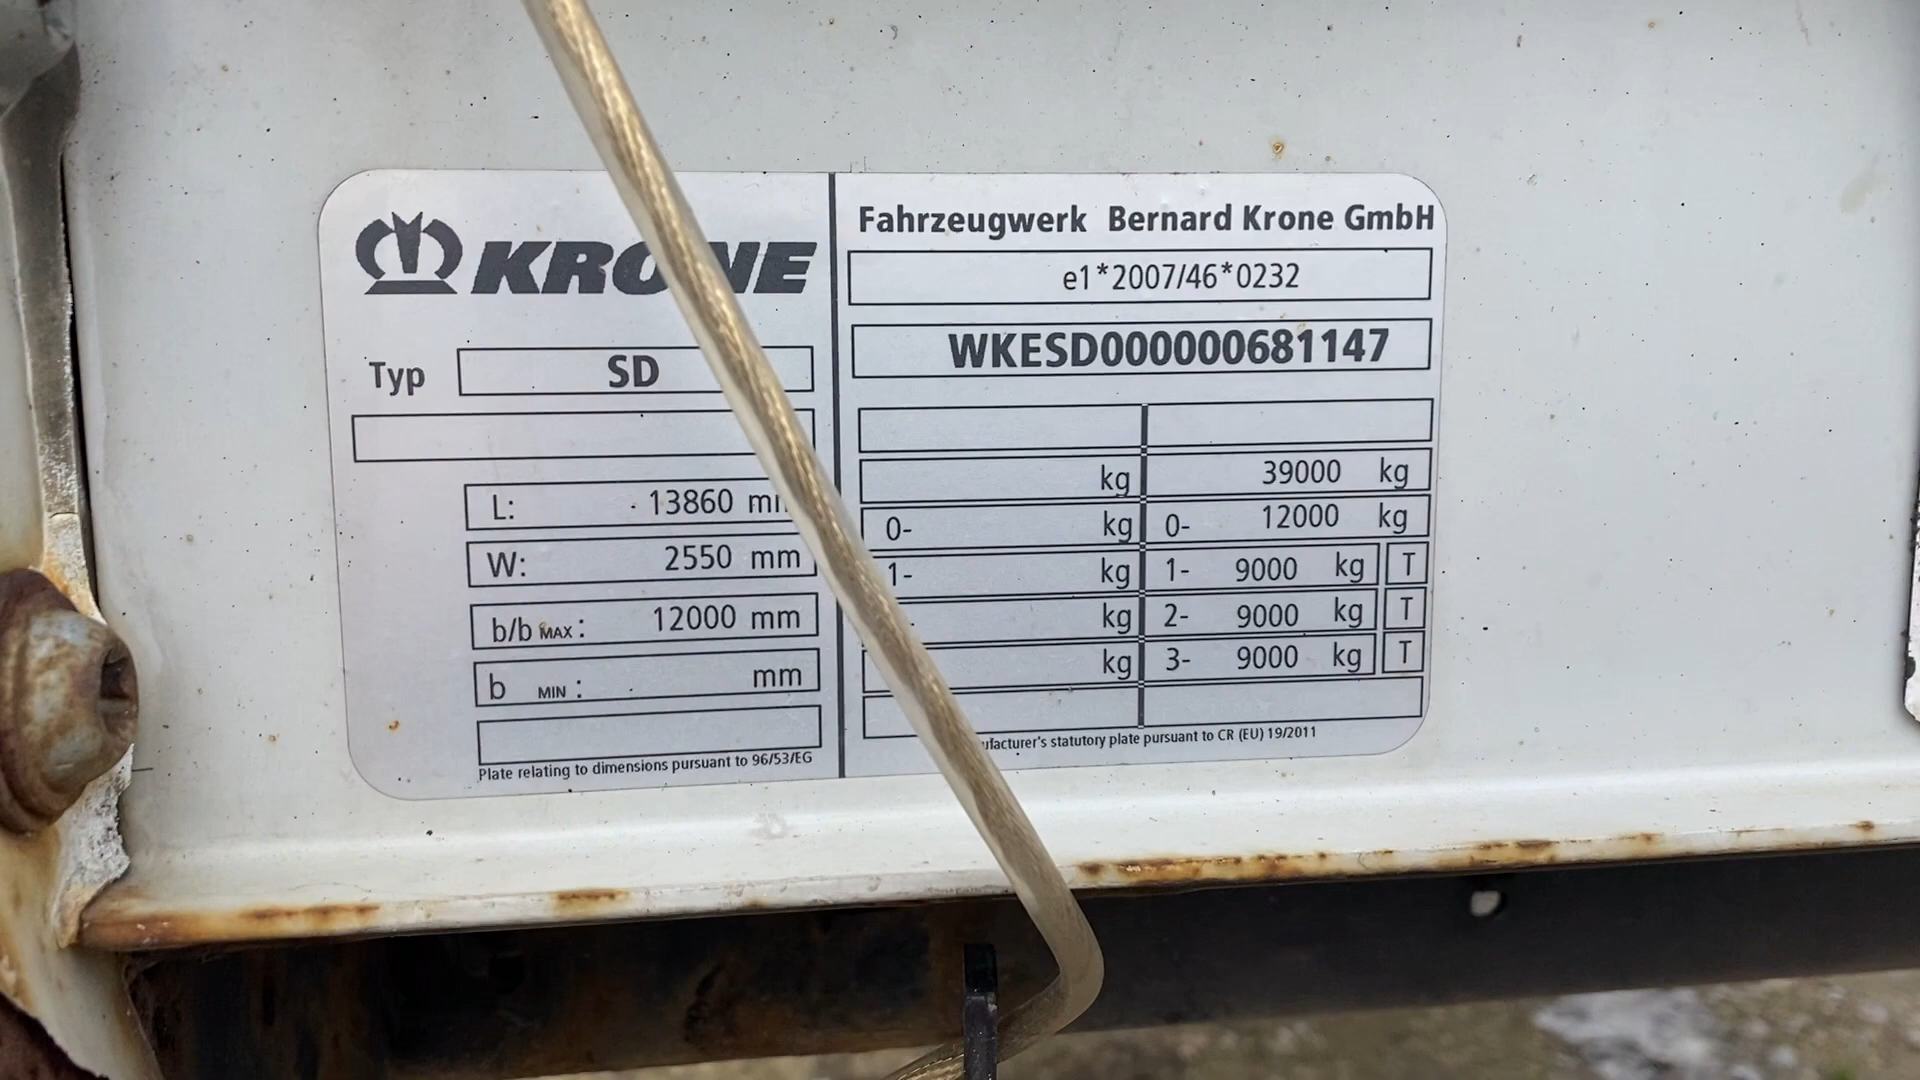 KRONE
Typ SD
L: 13860
W: 2550 mm
b/b MAX : 12000 mm
b MIN : mm
Plate relating to dimensions pursuant to 96/53/EG
Fahrzeugwerk Bernard Krone GmbH
e1*2007/46*0232
WKESD000000681147
kg 39000 kg
0- kg 0- 12000 kg
1- kg 1- 9000 kg T
kg 2- 9000 kg T
kg 3- 9000 kg T
statutory plate pursuant to CR (EU) 19/2011